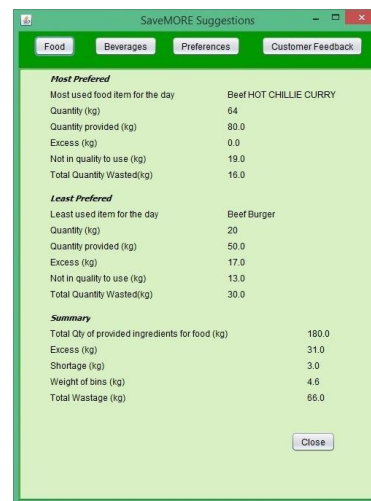 SaveMORE Suggestions
Food Beverages Preferences Customer Feedback
Most Prefered
Most used food item for the day Beef HOT CHILLIE CURRY
Quantity (kg) 64
Quantity provided (kg) 80.0
Excess (kg) 0.0
Not in quality to use (kg) 19.0
Total Quantity Wasted(kg) 16.0
Least Prefered
Least used item for the day Beef Burger
Quantity (kg) 20
Quantity provided (kg) 50.0
Excess (kg) 17.0
Not in quality to use (kg) 13.0
Total Quantity Wasted(kg) 30.0
Summary
Total Qty of provided ingredients for food (kg) 180.0
Excess (kg) 31.0
Shortage (kg) 3.0
Weight of bins (kg) 4.6
Total Wastage (kg) 66.0
Close